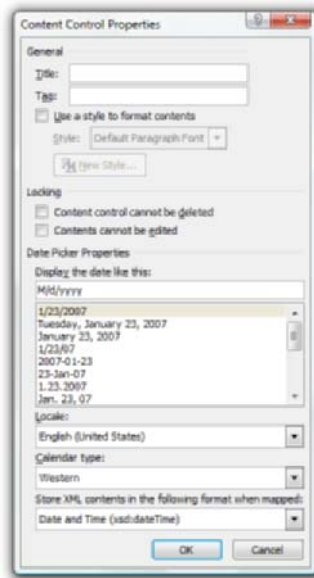 Content Control Properties
General
Title:
Tag:
Use a style to format contents
Style: Default Paragraph Font
New Style...
Locking
Content control cannot be deleted
Contents cannot be edited
Date Picker Properties
Display the date like this:
M/d/yyyy
1/23/2007
Tuesday, January 23, 2007
January 23, 2007
1/23/07
2007-01-23
23-Jan-07
1.23.2007
Jan. 23, 07
Locale:
English (United States)
Calendar type:
Western
Store XML contents in the following format when mapped:
Date and Time (xsd:dateTime)
OK Cancel